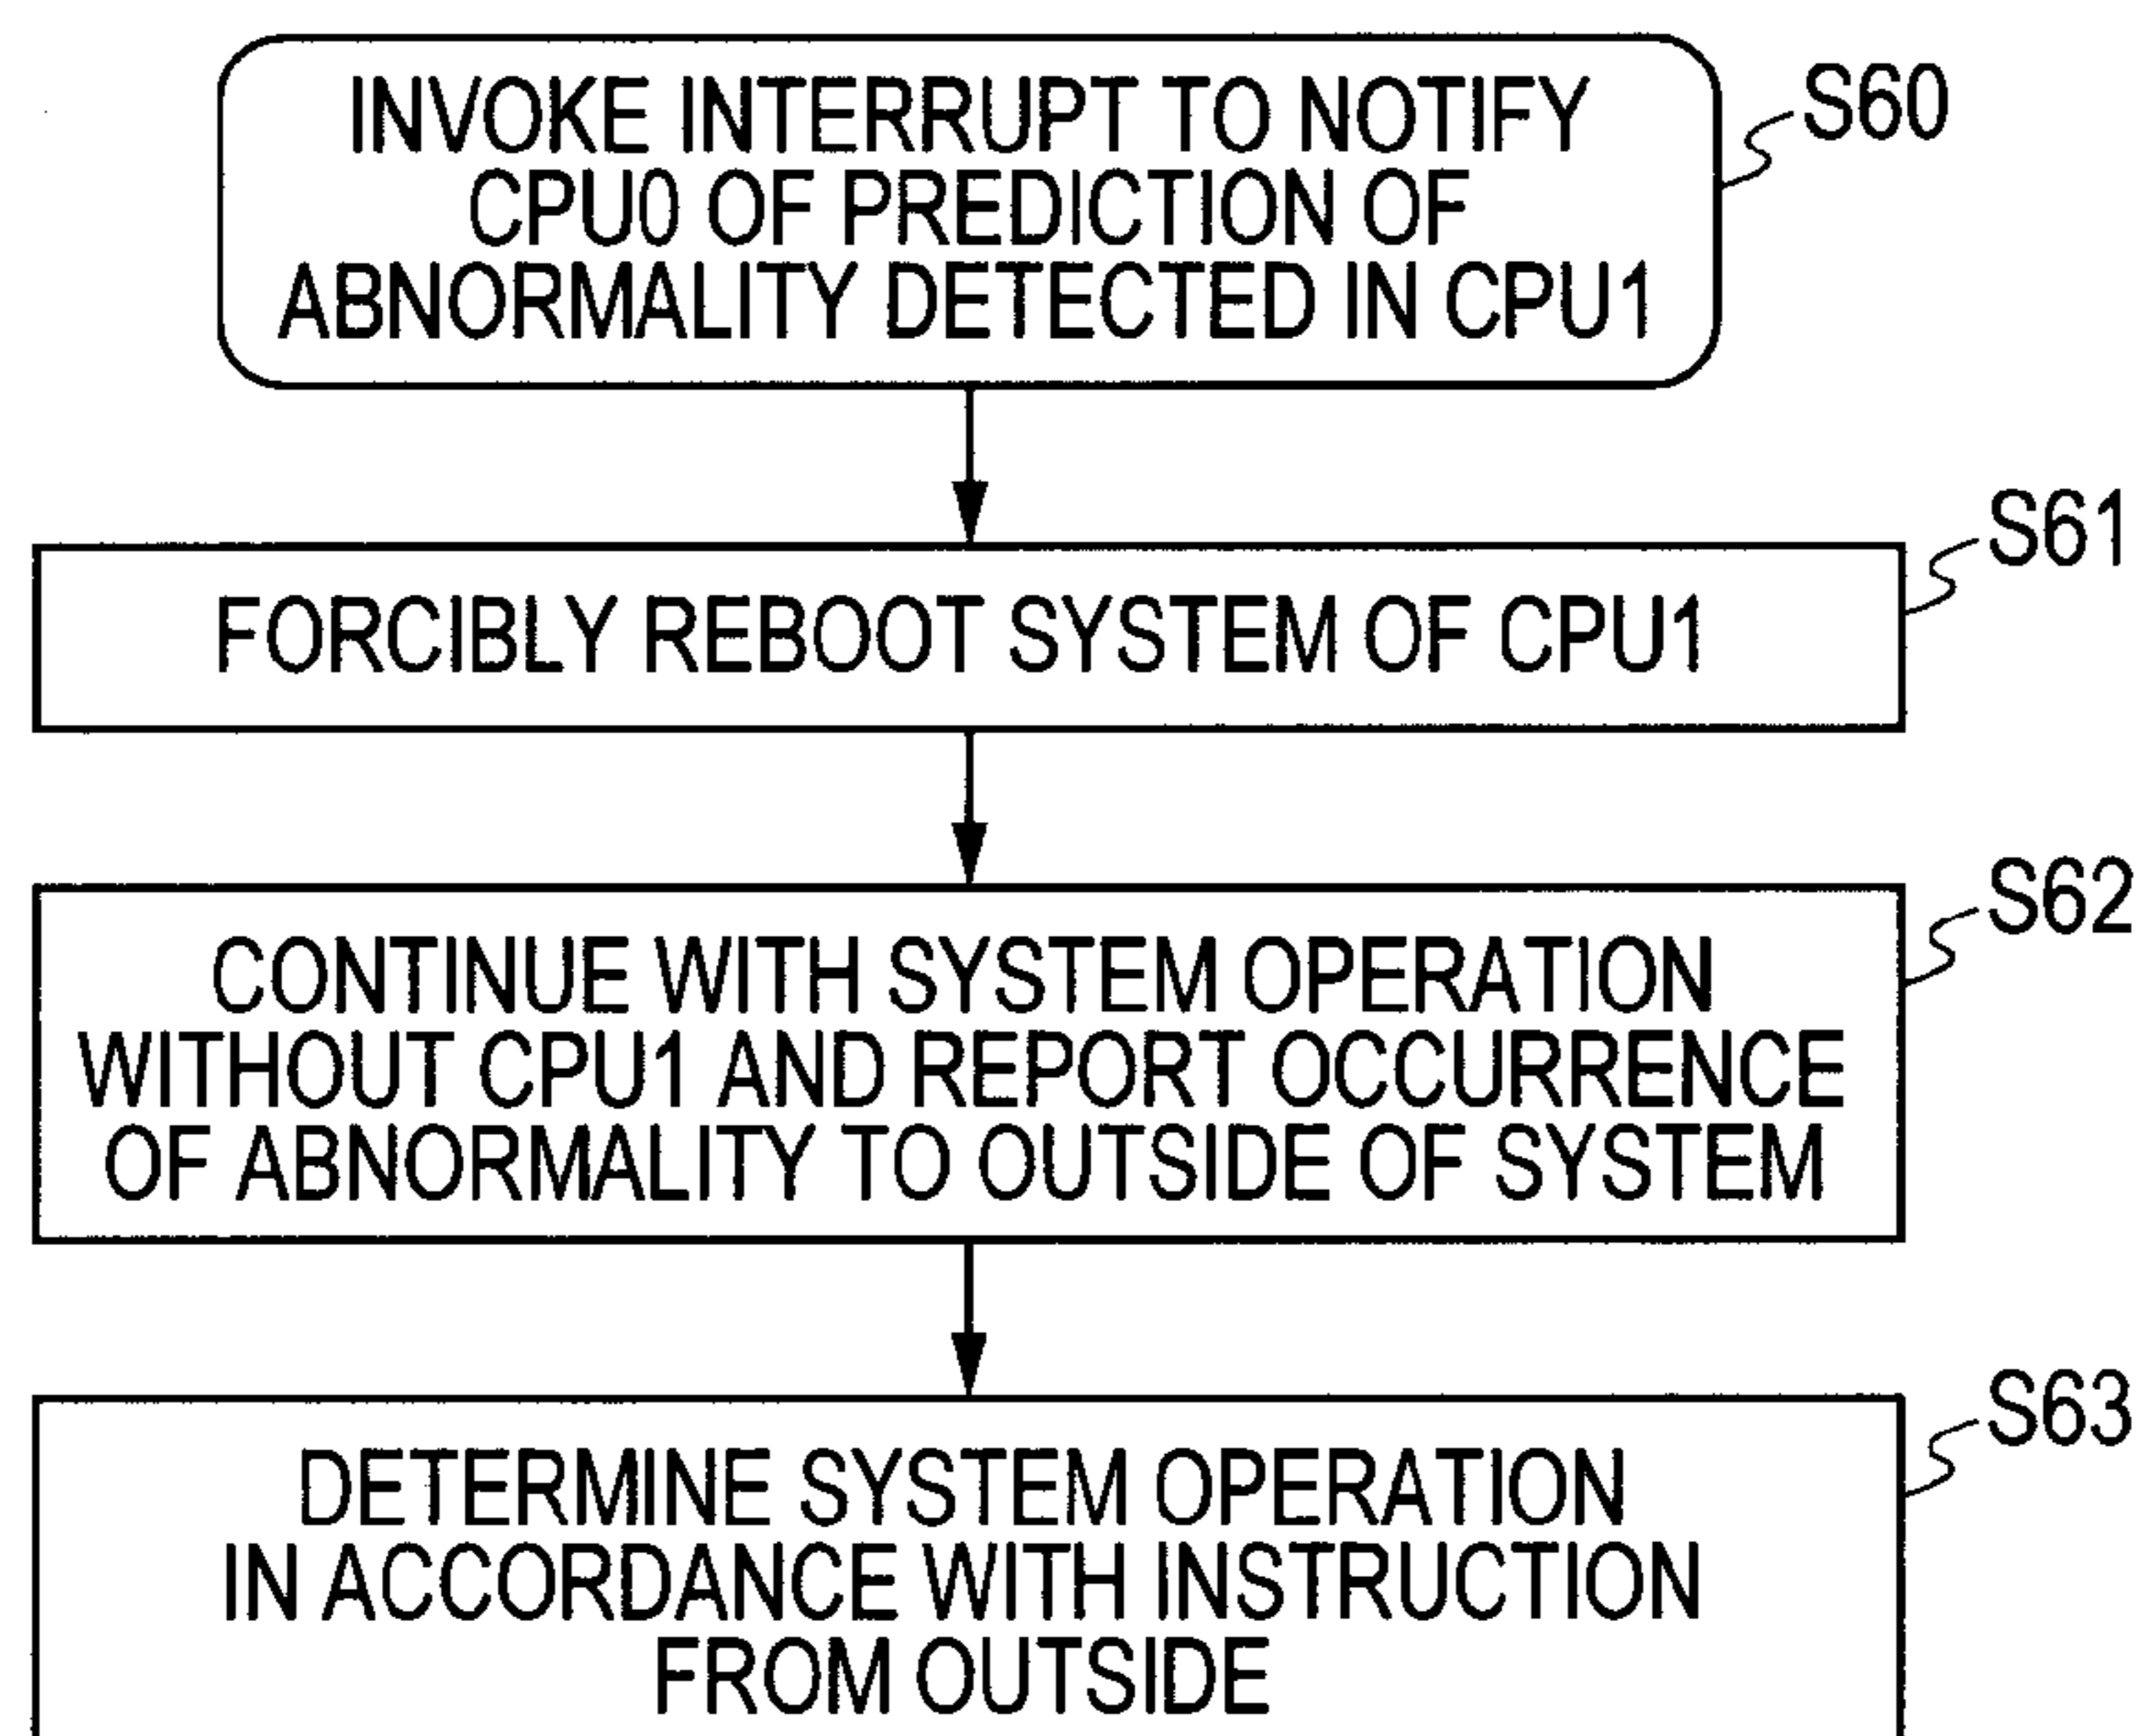 INVOKE INTERRUPT TO NOTIFY
CPU0 OF PREDICTION OF
ABNORMALITY DETECTED IN CPU1
S60
FORCIBLY REBOOT SYSTEM OF CPU1
S61
CONTINUE WITH SYSTEM OPERATION
WITHOUT CPU1 AND REPORT OCCURRENCE
OF ABNORMALITY TO OUTSIDE OF SYSTEM
S62
DETERMINE SYSTEM OPERATION
IN ACCORDANCE WITH INSTRUCTION
FROM OUTSIDE
S63